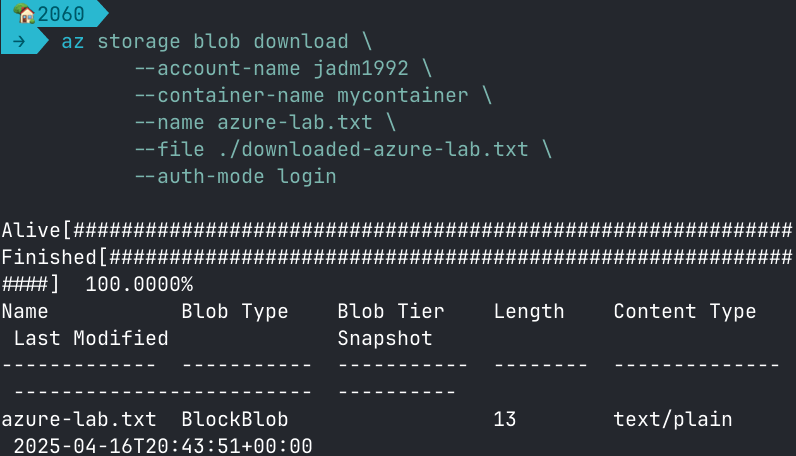 2060
→ az storage blob download \
--account-name jadm1992 \
--container-name mycontainer \
--name azure-lab.txt \
--file ./downloaded-azure-lab.txt \
--auth-mode login
Alive[############################################################
Finished[#########################################################
####]  100.0000%
Name           Blob Type    Blob Tier    Length    Content Type
Last Modified              Snapshot
-------------  -----------  -----------  --------  --------------
-------------------------  ----------
azure-lab.txt  BlockBlob                 13        text/plain
2025-04-16T20:43:51+00:00